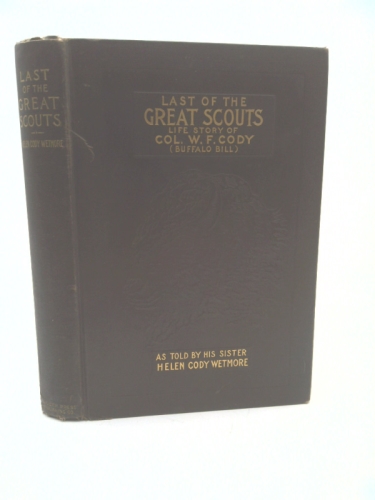 LAST
OF THE
GREAT
SCOUTS
CODY WETMORE
LAST OF THE
GREAT SCOUTS
LIFE STORY OF
COL. W. F. CODY
(BUFFALO BILL)
AS TOLD BY HIS SISTER
HELEN CODY WETMORE